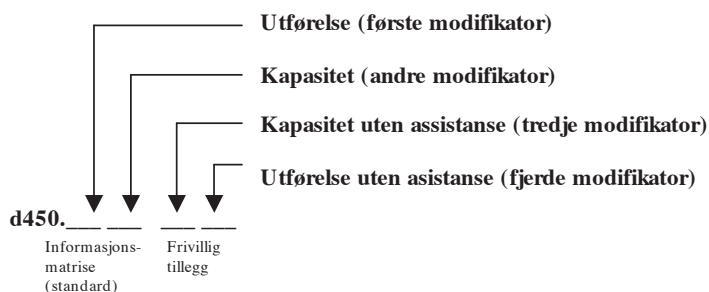 Utførelse (første modifikator)
Kapasitet (andre modifikator)
Kapasitet uten assistanse (tredje modifikator)
Utførelse uten asistanse (fjerde modifikator)
d450.___ ___ ___ ___
Informasjons-
matrise
(standard)
Frivillig
tillegg